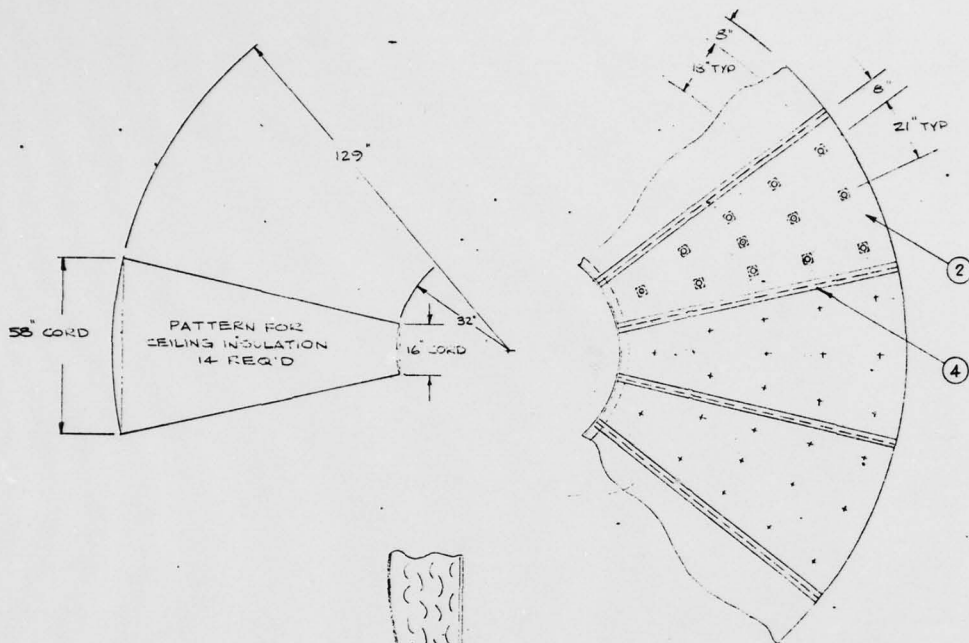 129"
32"
58" CORD
16" CORD
PATTERN FOR
CEILING INSULATION
14 REQ'D
8"
18" TYP
8"
21" TYP
2
4